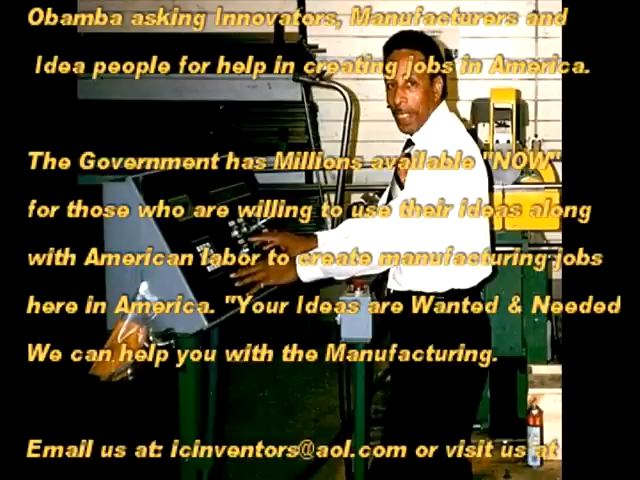 Obamba asking Innovators, Manufacturers and
Idea people for help in creating jobs in America.
The Government has Millions available "NOW"
for those who are willing to use their ideas along
with American labor to create manufacturing jobs
here in America. "Your Ideas are Wanted & Needed
We can help you with the Manufacturing.
Email us at: icinventors@aol.com or visit us at